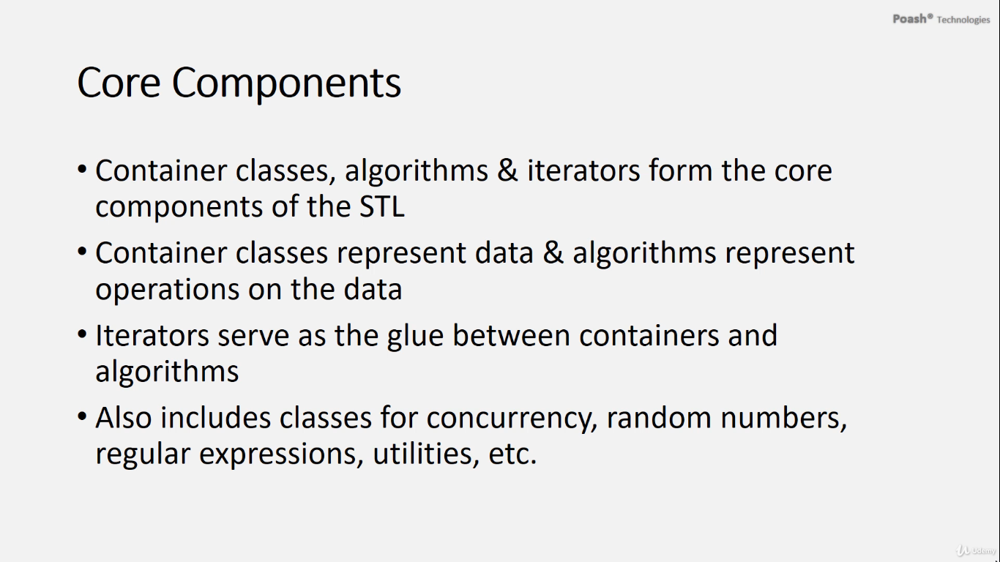 Poash® Technologies
Core Components
• Container classes, algorithms & iterators form the core
components of the STL
• Container classes represent data & algorithms represent
operations on the data
• Iterators serve as the glue between containers and
algorithms
• Also includes classes for concurrency, random numbers,
regular expressions, utilities, etc.
Udemy